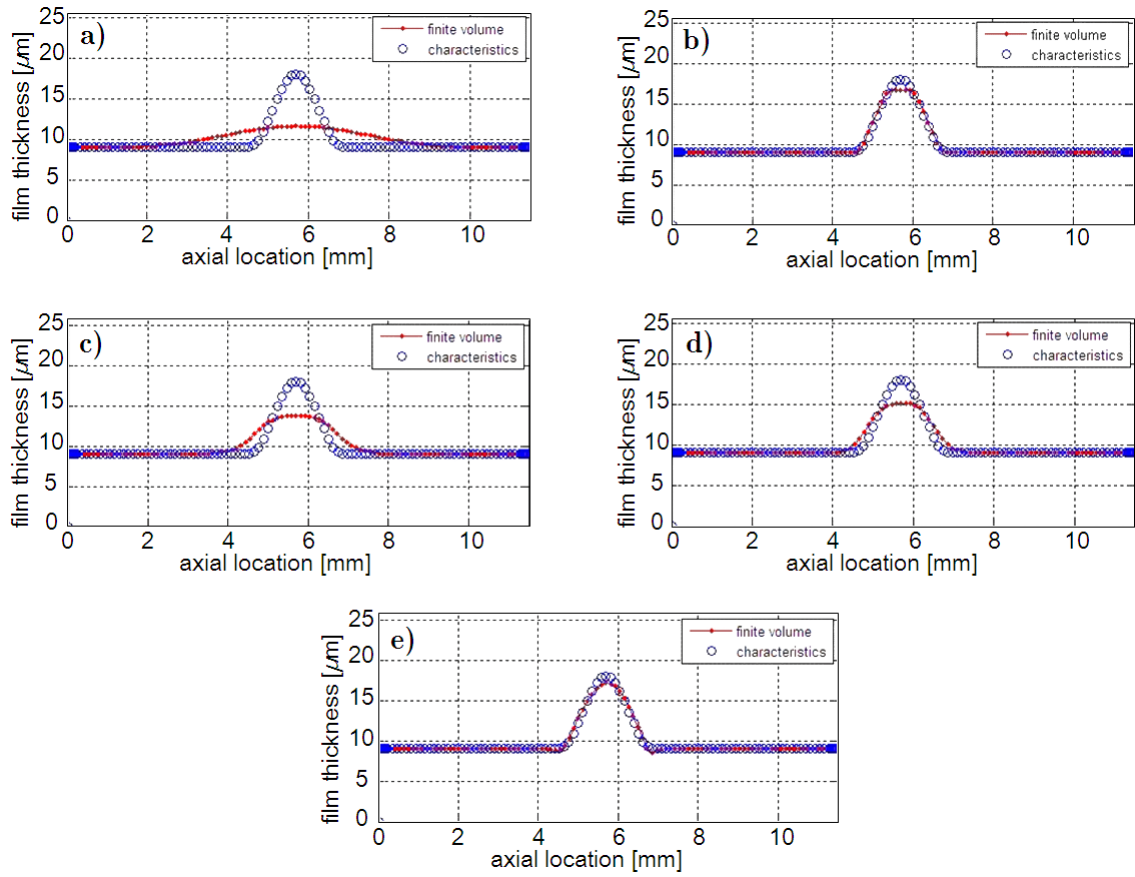 a)
finite volume
characteristics
film thickness [μm]
25
20
15
10
5
0
0 2 4 6 8 10
axial location [mm]
b)
finite volume
characteristics
film thickness [μm]
25
20
15
10
5
0
0 2 4 6 8 10
axial location [mm]
c)
finite volume
characteristics
film thickness [μm]
25
20
15
10
5
0
0 2 4 6 8 10
axial location [mm]
d)
finite volume
characteristics
film thickness [μm]
25
20
15
10
5
0
0 2 4 6 8 10
axial location [mm]
e)
finite volume
characteristics
film thickness [μm]
25
20
15
10
5
0
0 2 4 6 8 10
axial location [mm]